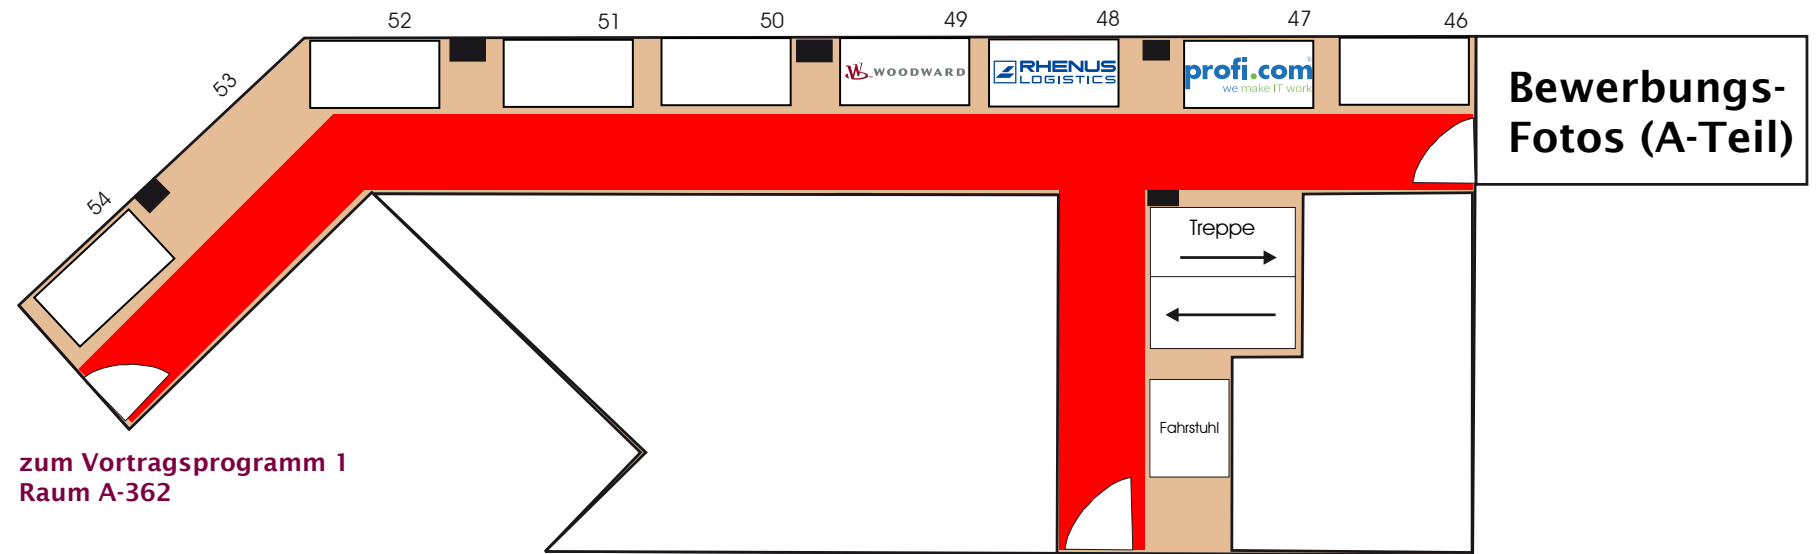 52 51 50 49 48 47 46
53
54
WOODWARD
RHENUS
LOGISTICS
profi.com
we make IT work
Bewerbungs-
Fotos (A-Teil)
Treppe
Fahrstuhl
zum Vortragsprogramm 1
Raum A-362